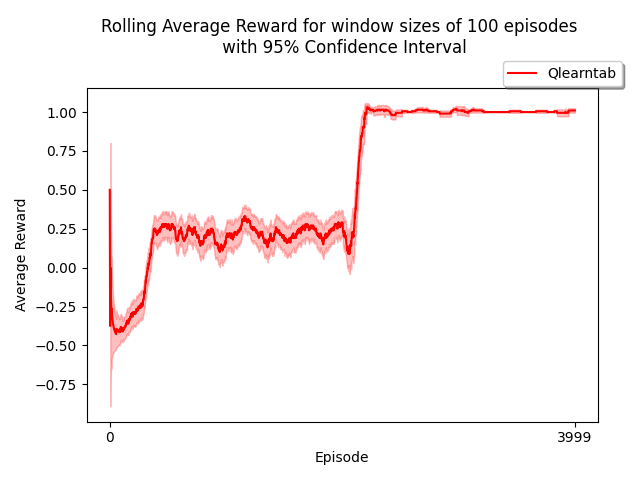 Rolling Average Reward for window sizes of 100 episodes
with 95% Confidence Interval
Qlearntab
1.00
0.75
0.50
0.25
0.00
−0.25
−0.50
−0.75
Average Reward
0
3999
Episode